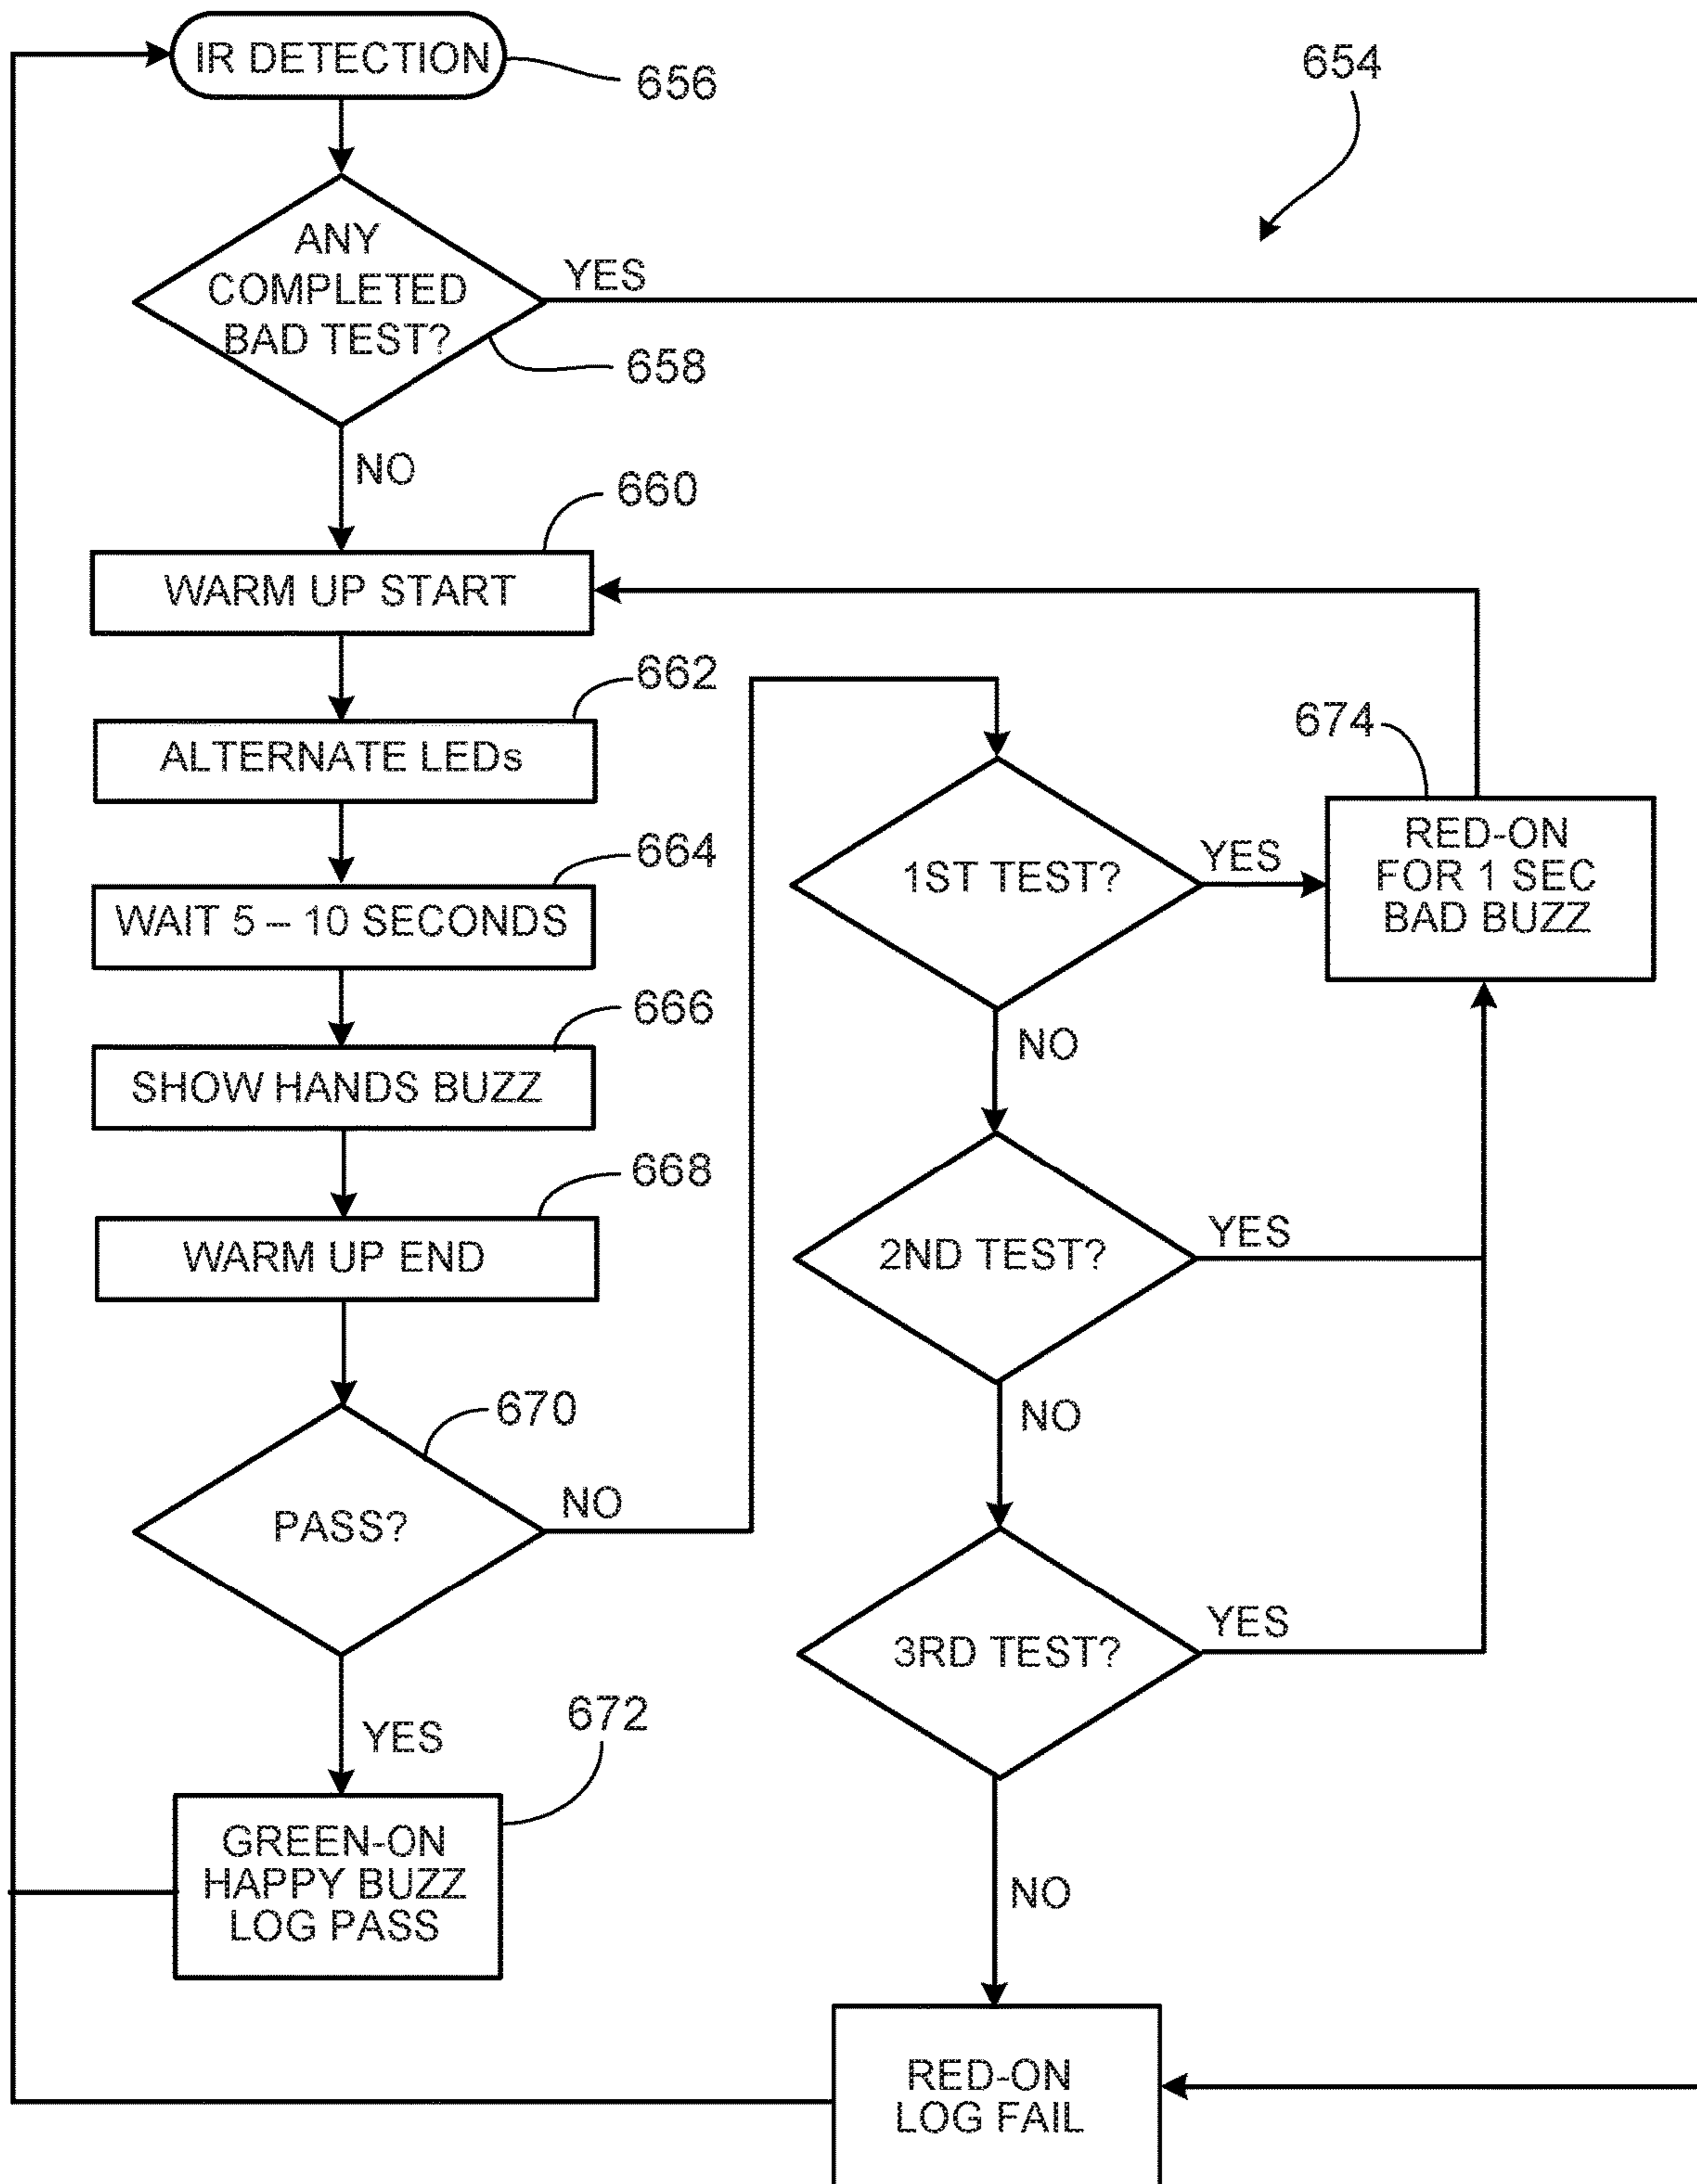 IR DETECTION
656
654
ANY
COMPLETED
BAD TEST?
YES
658
NO
660
WARM UP START
662
ALTERNATE LEDs
664
WAIT 5 – 10 SECONDS
666
SHOW HANDS BUZZ
668
WARM UP END
670
PASS?
NO
YES
672
GREEN-ON
HAPPY BUZZ
LOG PASS
1ST TEST?
YES
674
RED-ON
FOR 1 SEC
BAD BUZZ
NO
2ND TEST?
YES
NO
3RD TEST?
YES
NO
RED-ON
LOG FAIL